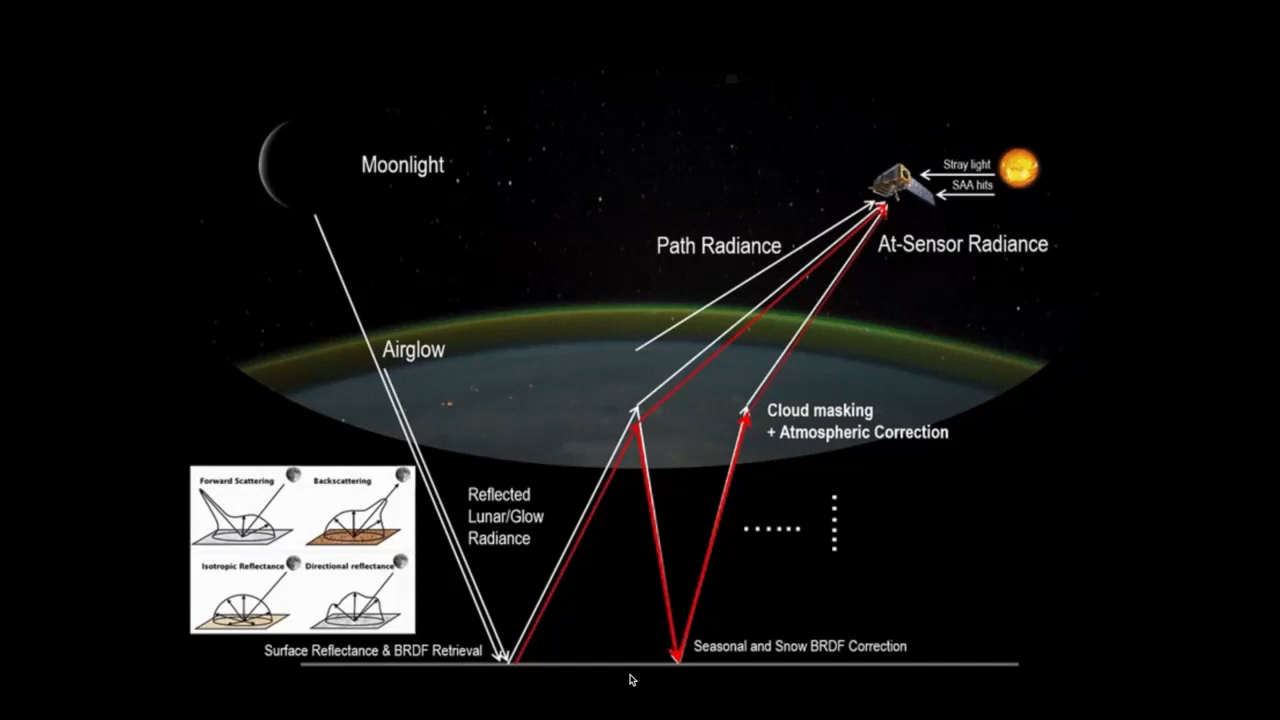 Moonlight
Stray light
SAA hits
Path Radiance
At-Sensor Radiance
Airglow
Cloud masking
+ Atmospheric Correction
Forward Scattering
Backscattering
Isotropic Reflectance
Directional reflectance
Reflected
Lunar/Glow
Radiance
Surface Reflectance & BRDF Retrieval
Seasonal and Snow BRDF Correction